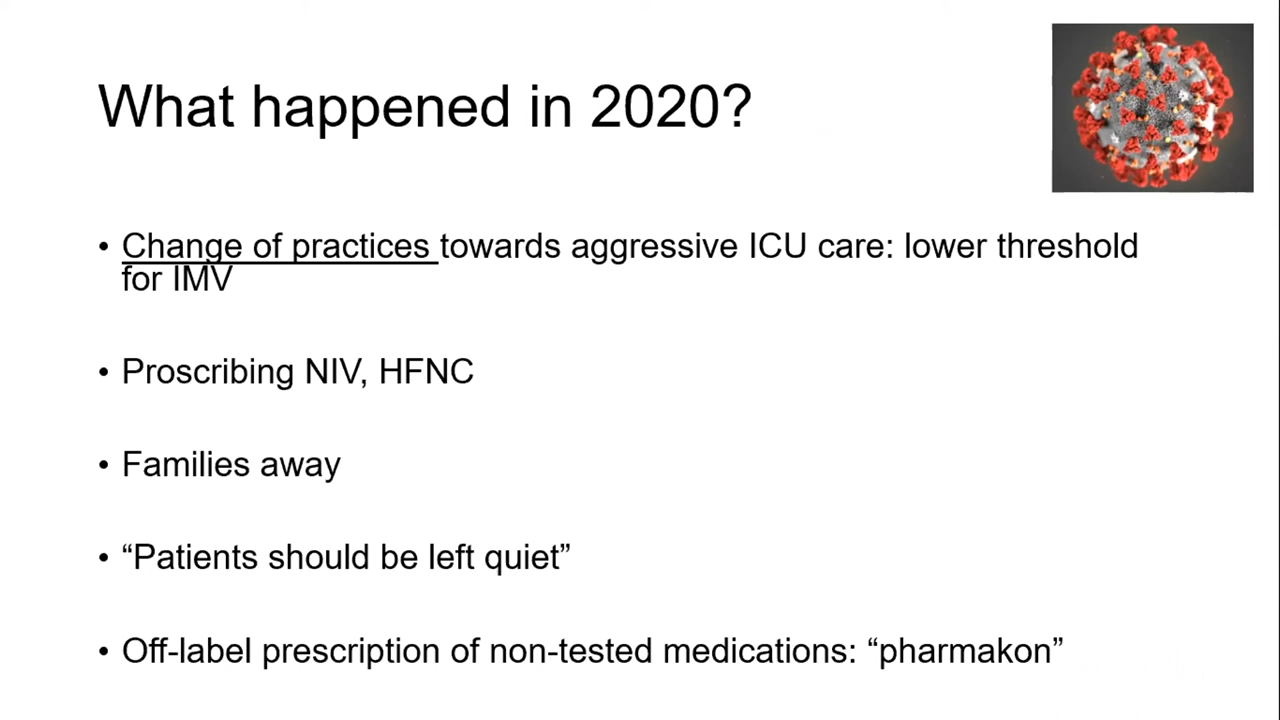 What happened in 2020?
• Change of practices towards aggressive ICU care: lower threshold
for IMV
• Proscribing NIV, HFNC
• Families away
• “Patients should be left quiet”
• Off-label prescription of non-tested medications: “pharmakon”